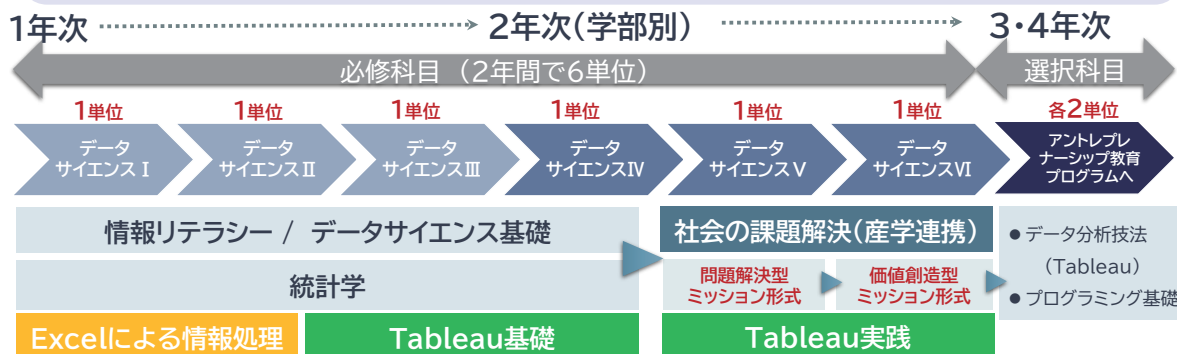 1年次
2年次(学部別)
3・4年次
必修科目 (2年間で6単位)
選択科目
1単位
1単位
1単位
1単位
1単位
1単位
各2単位
データ
サイエンスⅠ
データ
サイエンスⅡ
データ
サイエンスⅢ
データ
サイエンスⅣ
データ
サイエンスⅤ
データ
サイエンスⅥ
アントレプレ
ナーシップ教育
プログラムへ
情報リテラシー / データサイエンス基礎
統計学
社会の課題解決(産学連携)
問題解決型
ミッション形式
価値創造型
ミッション形式
● データ分析技法
(Tableau)
● プログラミング基礎
Excelによる情報処理
Tableau基礎
Tableau実践